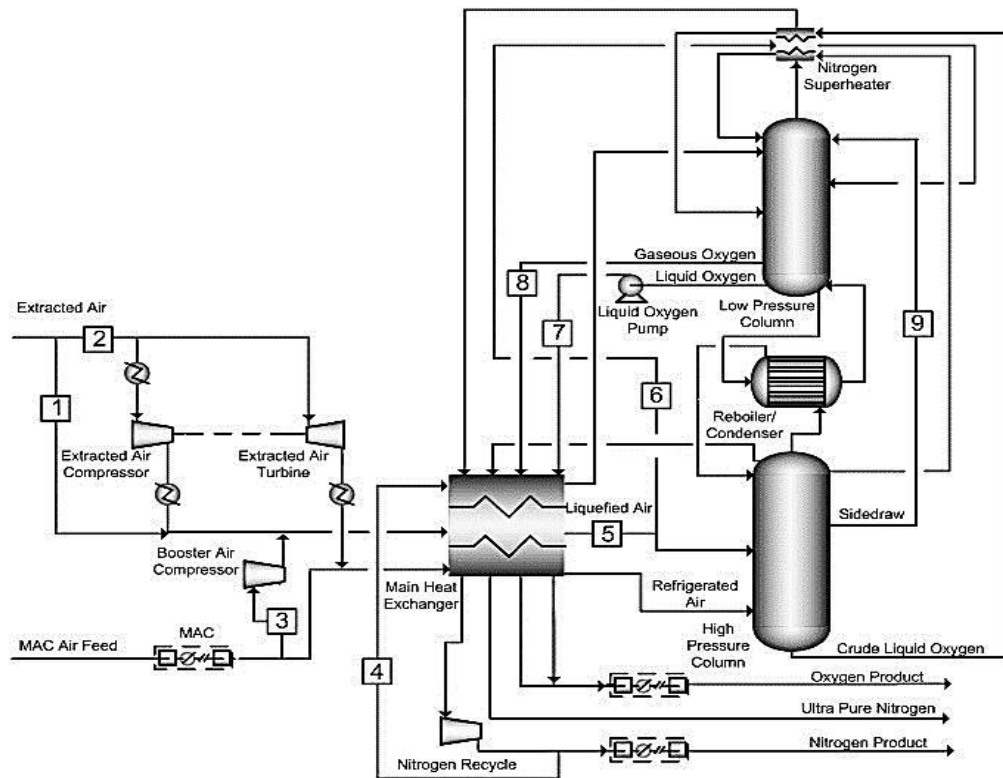 Nitrogen
Superheater
Gaseous Oxygen
8
Liquid Oxygen
Extracted Air
2
7
Liquid Oxygen
Pump
Low Pressure
Column
9
1
6
Reboiler/
Condenser
Extracted Air
Compressor
Extracted Air
Turbine
Liquefied Air
5
Sidedraw
Booster Air
Compressor
Main Heat
Exchanger
Refrigerated
Air
MAC Air Feed
MAC
3
High
Pressure
Column
Crude Liquid Oxygen
4
Oxygen Product
Ultra Pure Nitrogen
Nitrogen Recycle
Nitrogen Product